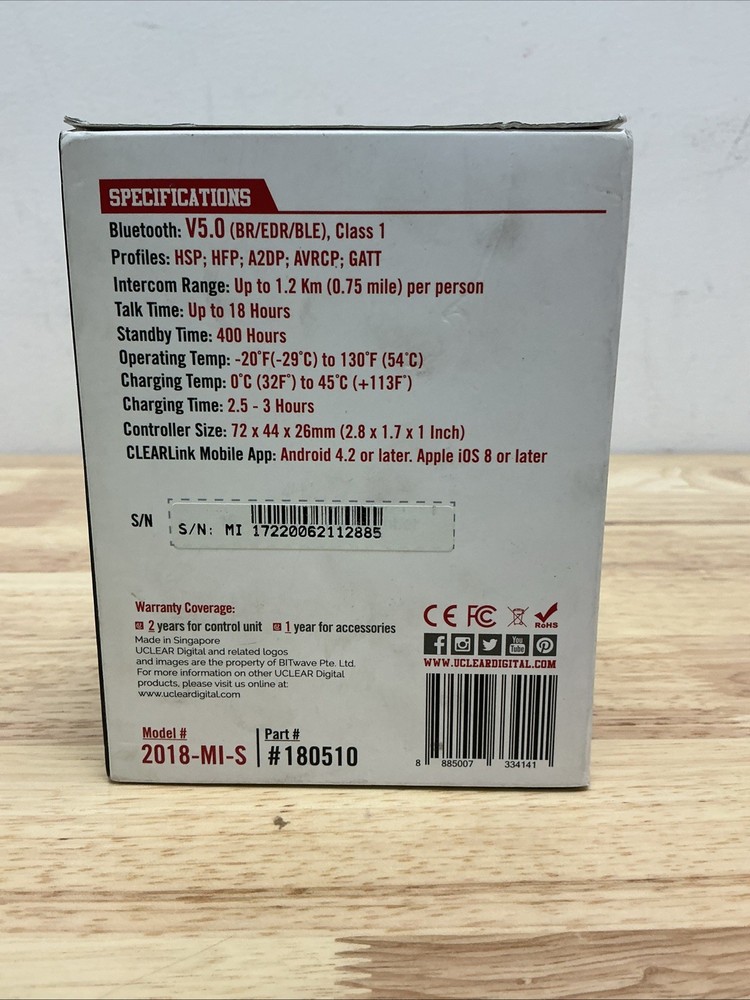 SPECIFICATIONS
Bluetooth: V5.0 (BR/EDR/BLE), Class 1
Profiles: HSP; HFP; A2DP; AVRCP; GATT
Intercom Range: Up to 1.2 Km (0.75 mile) per person
Talk Time: Up to 18 Hours
Standby Time: 400 Hours
Operating Temp: -20°F(-29°C) to 130°F (54°C)
Charging Temp: 0°C (32F°) to 45°C (+113F°)
Charging Time: 2.5 - 3 Hours
Controller Size: 72 x 44 x 26mm (2.8 x 1.7 x 1 Inch)
CLEARLink Mobile App: Android 4.2 or later. Apple iOS 8 or later
S/N
S/N: MI 17220062112885
Warranty Coverage:
2 years for control unit 1 year for accessories
Made in Singapore
UCLEAR Digital and related logos
and images are the property of BITwave Pte. Ltd.
For more information on other UCLEAR Digital
products, please visit us online at:
www.ucleardigital.com
CE FC RoHS
You Tube
WWW.UCLEARDIGITAL.COM
Model # Part #
2018-MI-S #180510
8 885007 334141